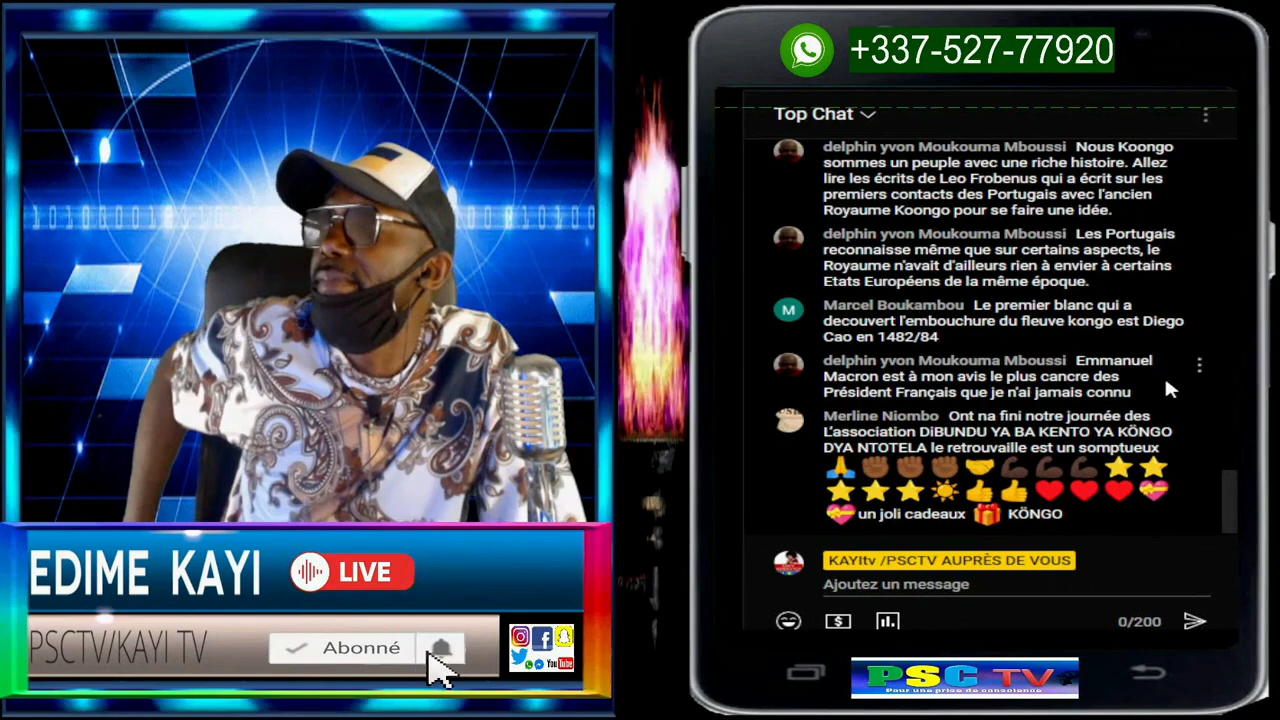 +337-527-77920
Top Chat
delphin yvon Moukouma Mboussi Nous Koongo
sommes un peuple avec une riche histoire. Allez
lire les écrits de Leo Frobenus qui a écrit sur les
premiers contacts des Portugais avec l'ancien
Royaume Koongo pour se faire une idée.
delphin yvon Moukouma Mboussi Les Portugais
reconnaisse même que sur certains aspects, le
Royaume n'avait d'ailleurs rien à envier à certains
Etats Européens de la même époque.
M
Marcel Boukambou Le premier blanc qui a
decouvert l'embouchure du fleuve kongo est Diego
Cao en 1482/84
delphin yvon Moukouma Mboussi Emmanuel
Macron est à mon avis le plus cancre des
Président Français que je n'ai jamais connu
Merline Niombo Ont na fini notre journée des
L'association DiBUNDU YA BA KENTO YA KÖNGO
DYA NTOTELA le retrouvaille est un somptueux
🙏✊🏿✊🏿✊🏿🤝💪🏿💪🏿💪🏿⭐⭐
⭐⭐⭐☀️👍👍❤️❤️❤️💝
💝 un joli cadeaux 🎁 KÖNGO
KAYItv /PSCTV AUPRÈS DE VOUS
Ajoutez un message
0/200
EDIME KAYI
LIVE
PSCTV/KAYI TV
Abonné
PSC TV
Pour une prise de conscience